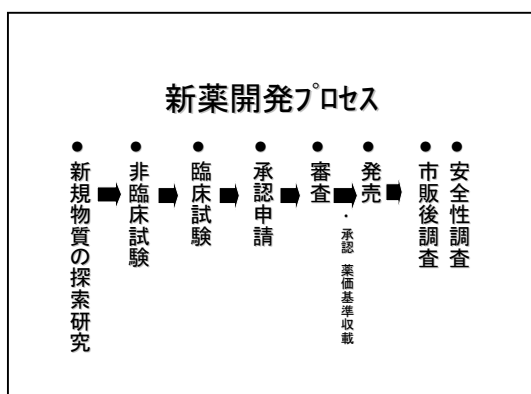 新薬開発プロセス
● 新規物質の探索研究
● 非臨床試験
● 臨床試験
● 承認申請
● 審査
・承認 薬価基準収載
● 発売
● 市販後調査
● 安全性調査